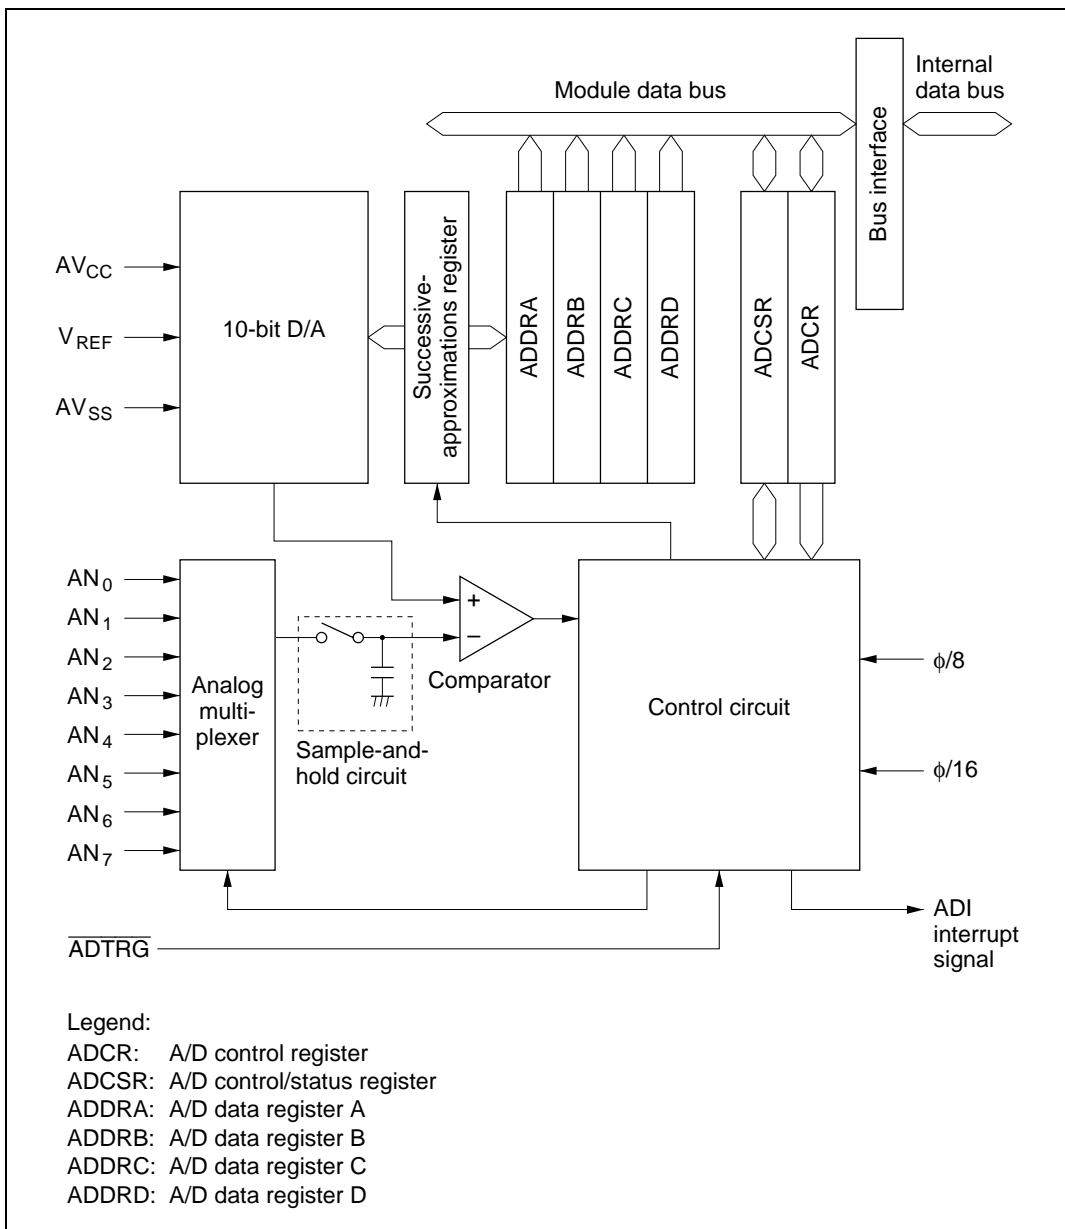 Internal
data bus
Module data bus
Bus interface
AVCC
VREF
AVSS
10-bit D/A
Successive-
approximations register
ADDRA
ADDRB
ADDRC
ADDRD
ADCSR
ADCR
AN0
AN1
AN2
AN3
AN4
AN5
AN6
AN7
Analog
multi-
plexer
+
−
Comparator
Sample-and-
hold circuit
Control circuit
ϕ/8
ϕ/16
ADTRG
ADI
interrupt
signal
Legend:
ADCR: A/D control register
ADCSR: A/D control/status register
ADDRA: A/D data register A
ADDRB: A/D data register B
ADDRC: A/D data register C
ADDRD: A/D data register D